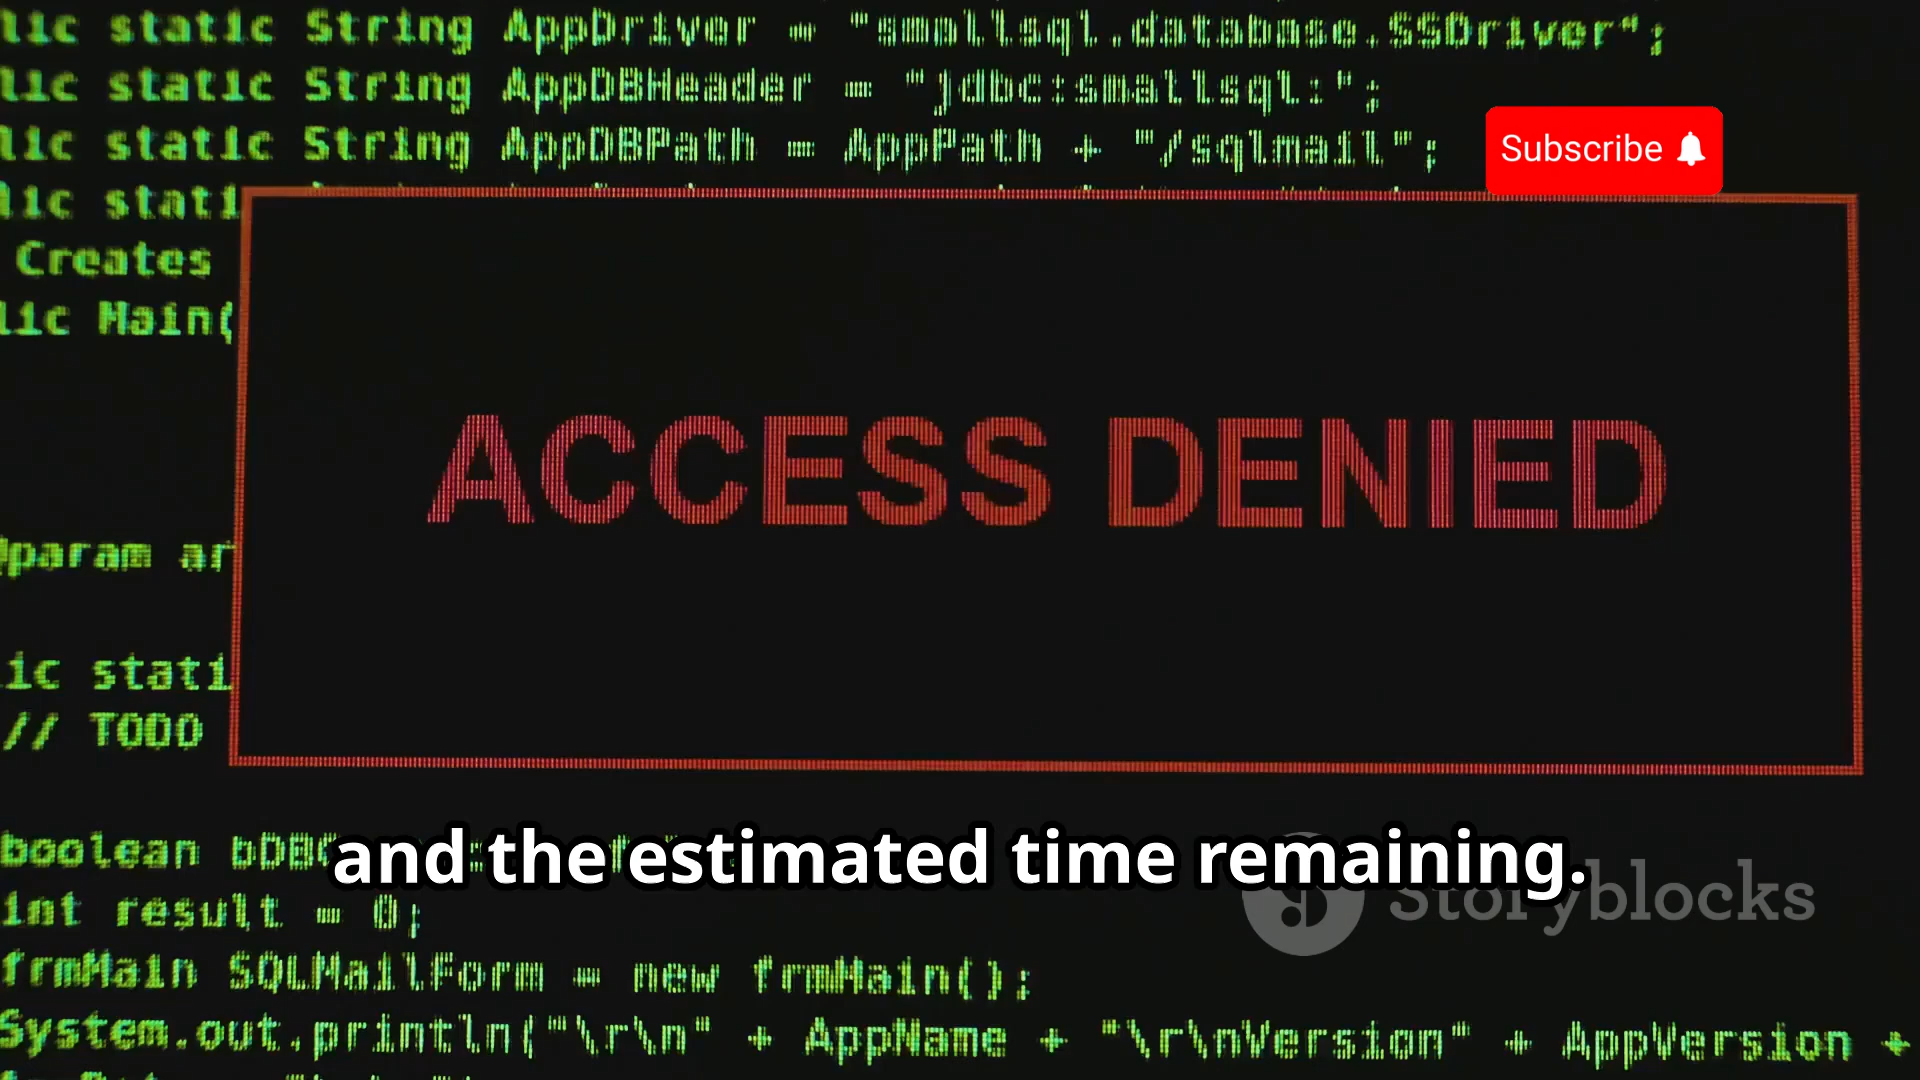 lic static String AppDriver = "smallsql.database.SSDriver";
lic static String AppDBHeader = "jdbc:smallsql:";
lic static String AppDBPath = AppPath + "/sqlmail";
Subscribe
lic stati
Creates
lic Main(
ACCESS DENIED
@param ar
ic stati
// TODO
boolean bDBC
and the estimated time remaining.
Storyblocks
int result = 0;
frmMain SQLMailForm = new frmMain();
System.out.println("\r\n" + AppName + "\r\nVersion" + AppVersion +